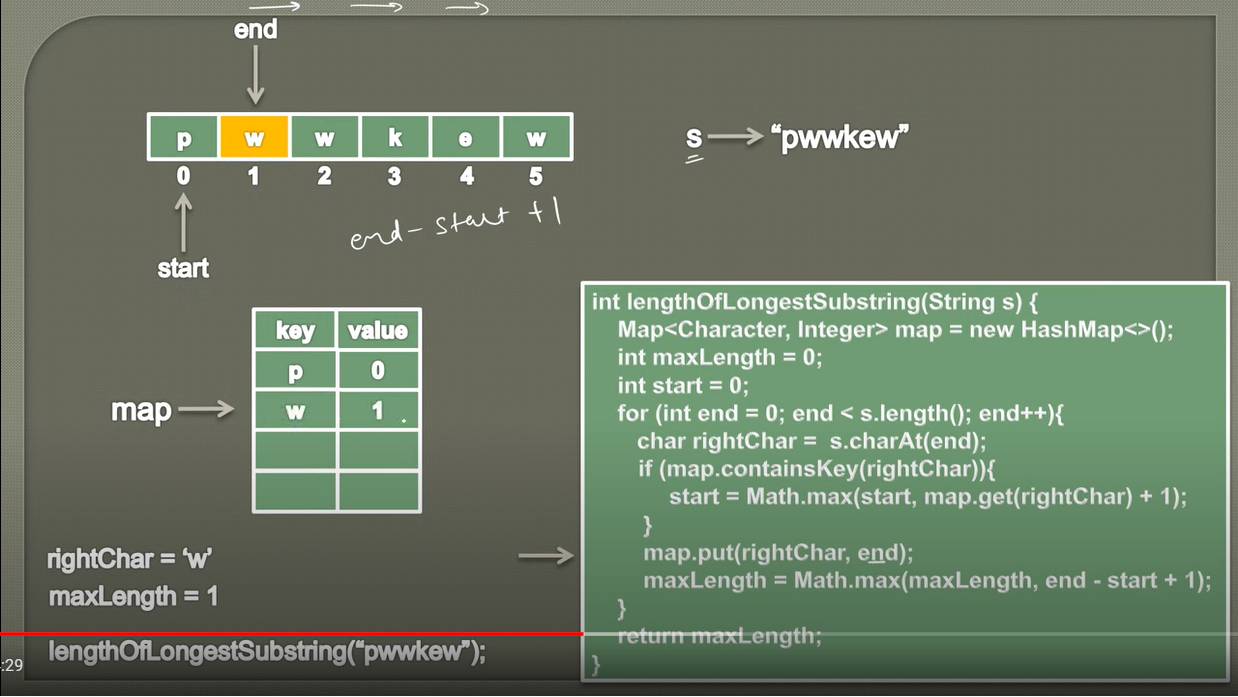 end
p w w k e w
0 1 2 3 4 5
s “pwwkew”
end - start + 1
start
key value
p 0
w 1
map
rightChar = ‘w’
maxLength = 1
lengthOfLongestSubstring(“pwwkew”);
:29
int lengthOfLongestSubstring(String s) {
Map<Character, Integer> map = new HashMap<>();
int maxLength = 0;
int start = 0;
for (int end = 0; end < s.length(); end++){
char rightChar = s.charAt(end);
if (map.containsKey(rightChar)){
start = Math.max(start, map.get(rightChar) + 1);
}
map.put(rightChar, end);
maxLength = Math.max(maxLength, end - start + 1);
}
return maxLength;
}